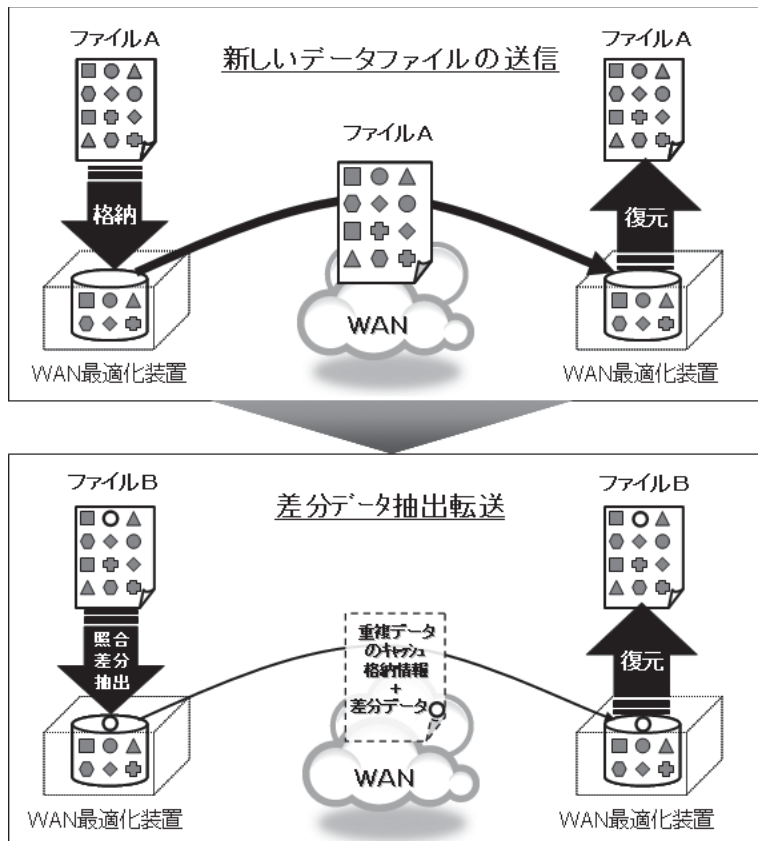 ファイルA
新しいデータファイルの送信
ファイルA
ファイルA
格納
復元
WAN
WAN最適化装置
WAN最適化装置
ファイルB
差分データ抽出転送
ファイルB
照合
差分
抽出
重複データ
のキャッシュ
格納情報
+
差分データ
復元
WAN
WAN最適化装置
WAN最適化装置